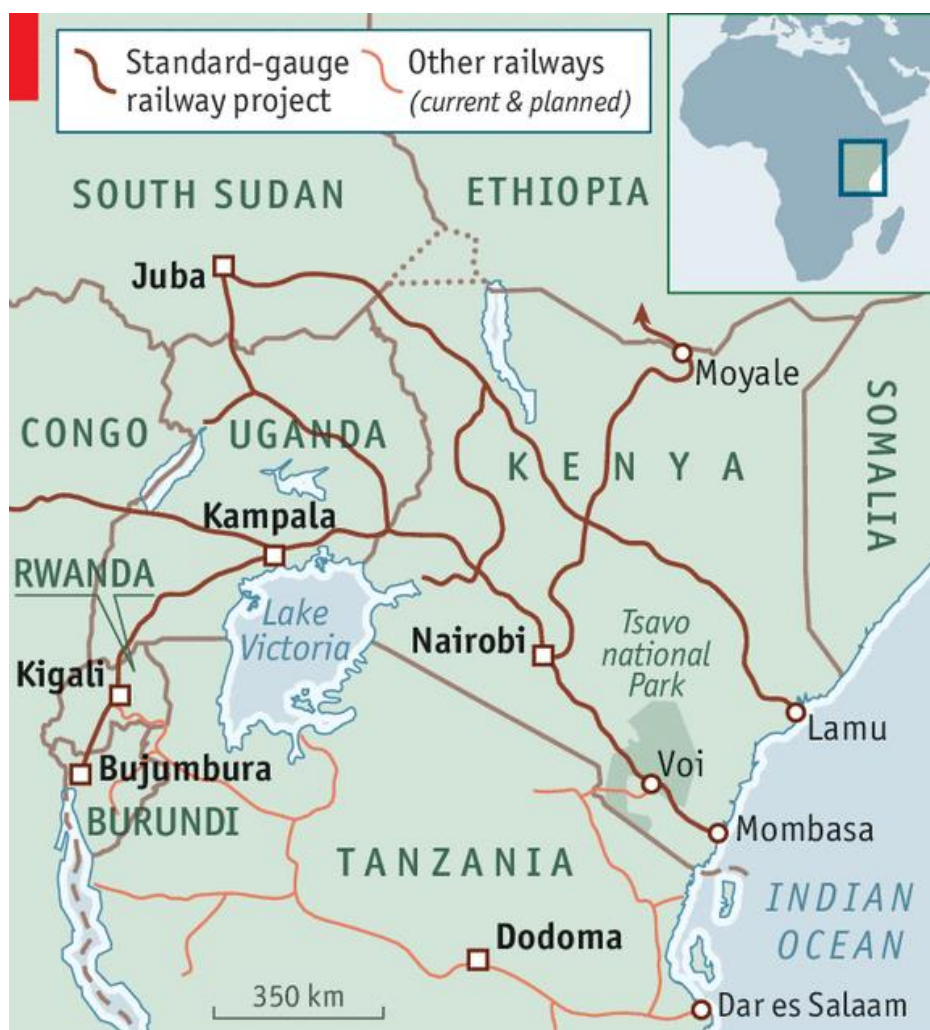 Standard-gauge
railway project
Other railways
(current & planned)
SOUTH SUDAN
ETHIOPIA
Juba
Moyale
SOMALIA
CONGO
UGANDA
KENYA
Kampala
RWANDA
Lake
Victoria
Nairobi
Tsavo
national
Park
Kigali
Lamu
Voi
Bujumbura
BURUNDI
Mombasa
TANZANIA
INDIAN
OCEAN
Dodoma
350 km
Dar es Salaam